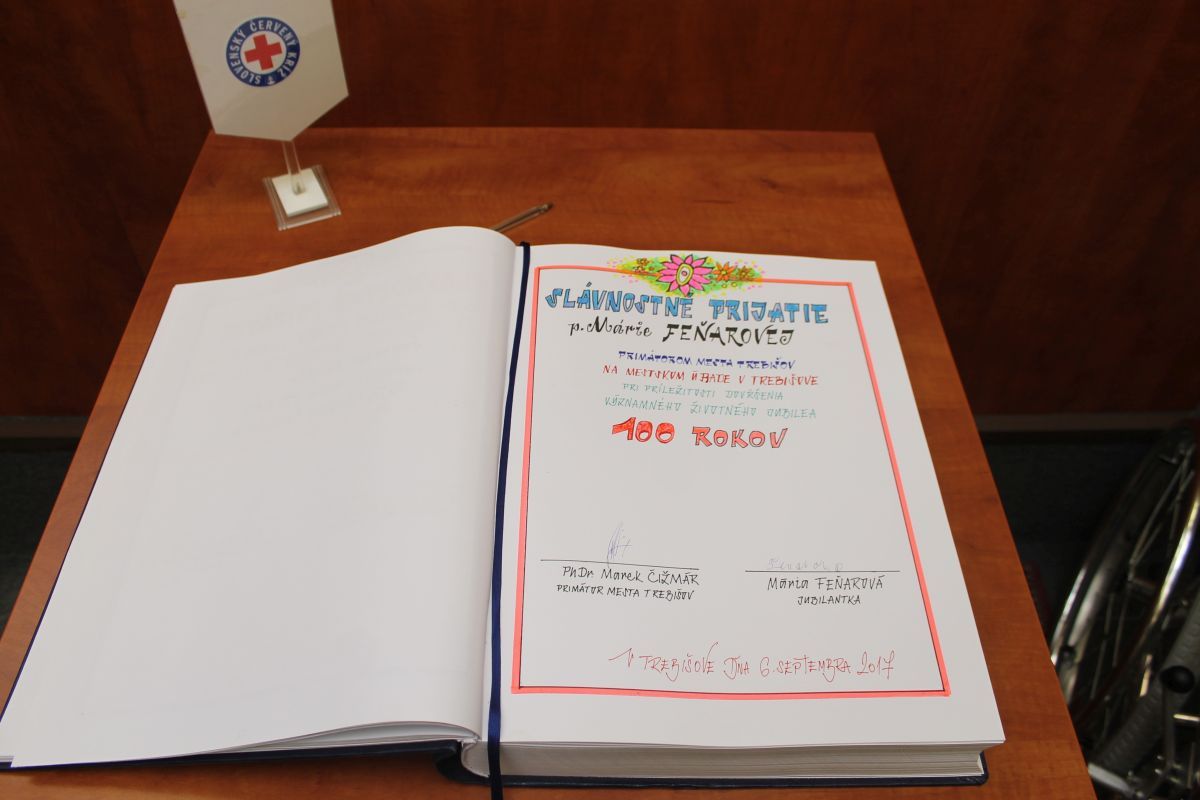 SLOVENSKÝ ČERVENÝ KRÍŽ
SLÁVNOSTNÉ PRIJATIE
p. Márie FEŇAROVEJ
PRIMÁTOROM MESTA TREBIŠOV
NA MESTSKOM ÚRADE V TREBIŠOVE
PRI PRÍLEŽITOSTI DOVŔŠENIA
VÝZNAMNÉHO ŽIVOTNÉHO JUBILEA
100 ROKOV
PhDr Marek ČIŽMÁR
PRIMÁTOR MESTA TREBIŠOV
Mária FEŇAROVÁ
JUBILANTKA
V TREBIŠOVE DŇA 6. SEPTEMBRA 2017